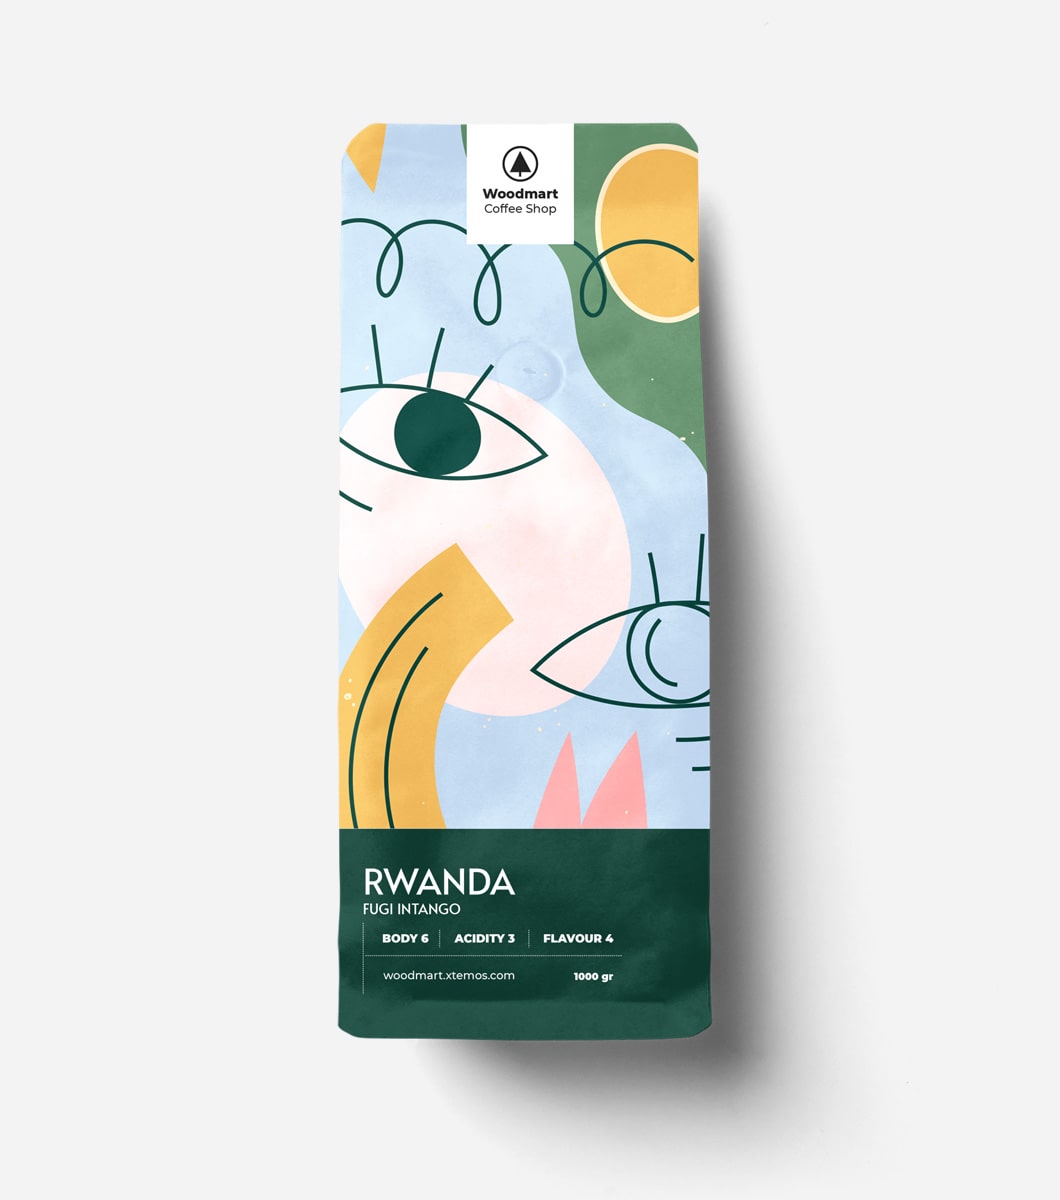 Woodmart
Coffee Shop
RWANDA
FUGI INTANGO
BODY 6 ACIDITY 3 FLAVOUR 4
woodmart.xtemos.com 1000 gr